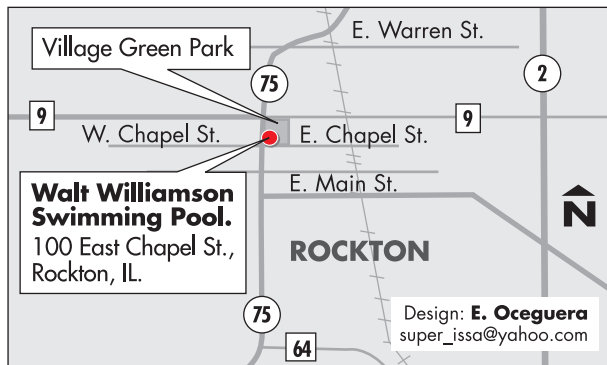 E. Warren St.
Village Green Park
75
2
9
9
W. Chapel St.
E. Chapel St.
E. Main St.
Walt Williamson
Swimming Pool.
100 East Chapel St.,
Rockton, IL.
N
ROCKTON
75
64
Design: E. Oceguera
super_issa@yahoo.com